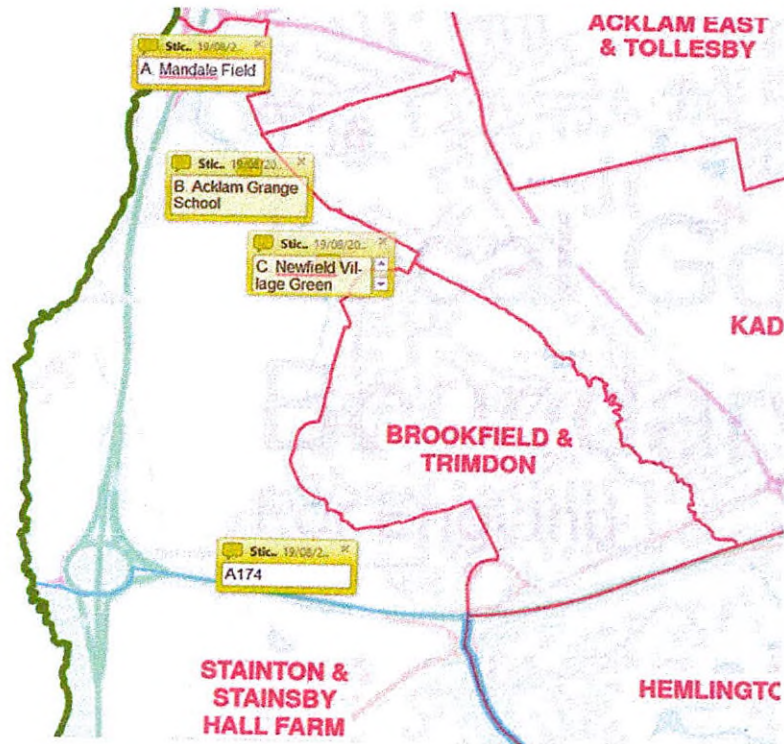 ACKLAM EAST
& TOLLESBY
Stic.. 19/08/2...
A. Mandale Field
Stic.. 19/08/20...
B. Acklam Grange
School
Stic.. 19/08/20...
C. Newfield Vil-
lage Green
KAD
BROOKFIELD &
TRIMDON
Stic.. 19/08/2...
A174
STAINTON &
STAINSBY
HALL FARM
HEMLINGTO